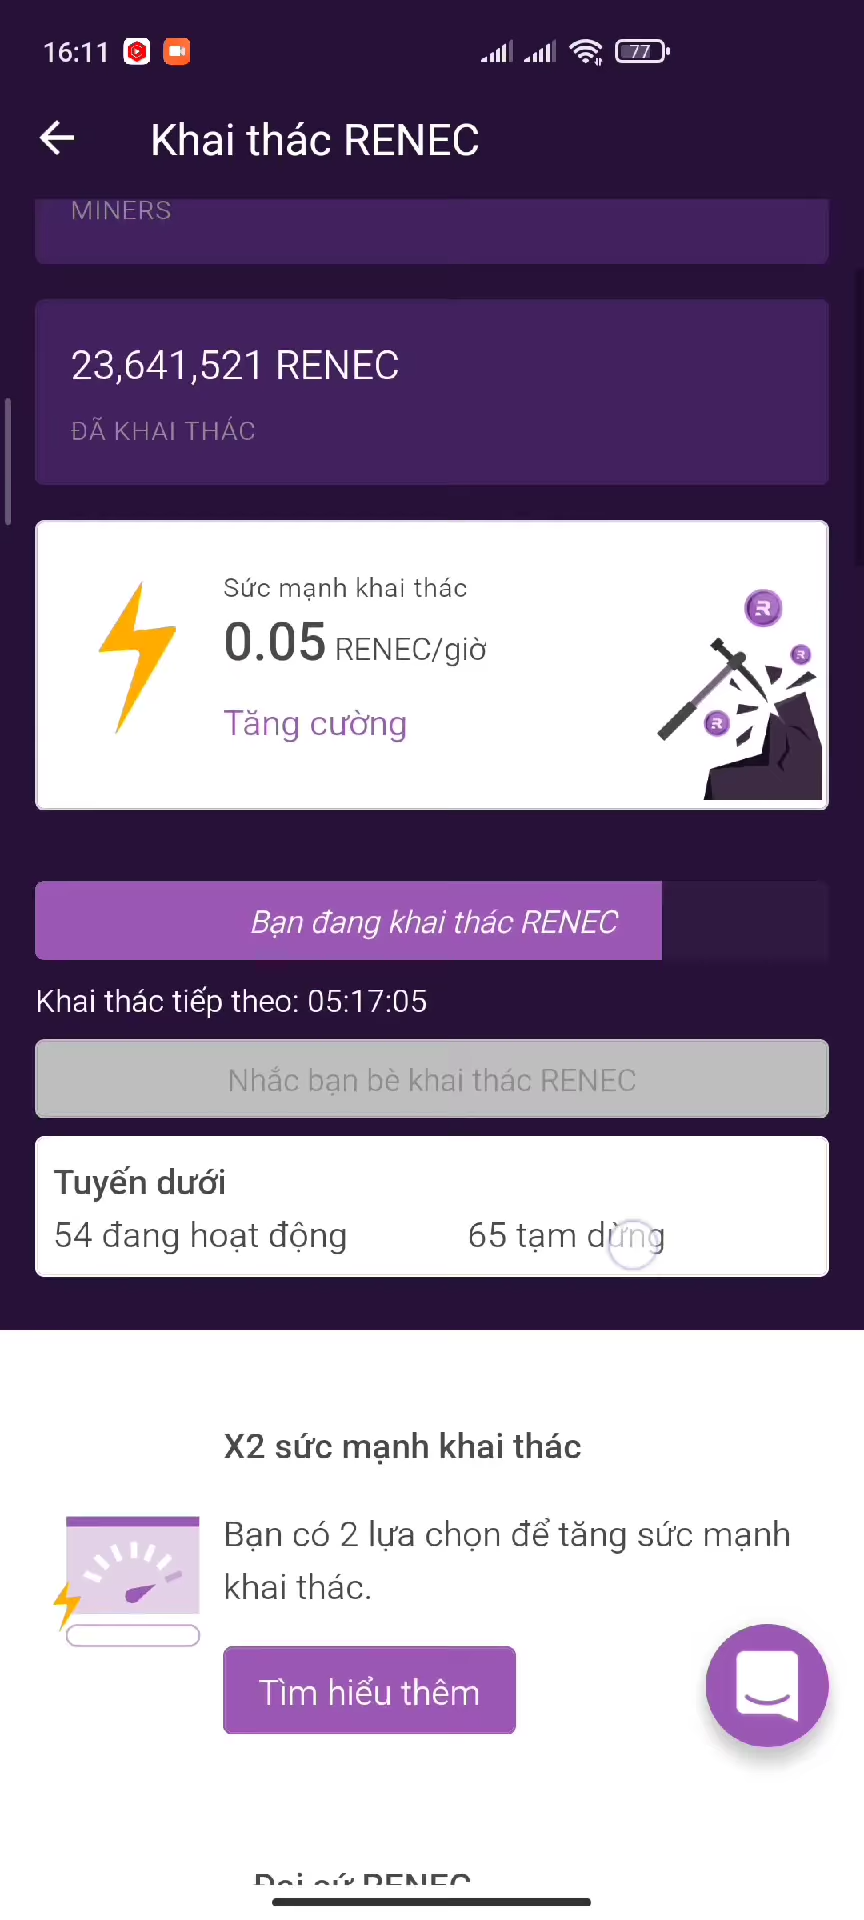 16:11
77
Khai thác RENEC
MINERS
23,641,521 RENEC
ĐÃ KHAI THÁC
Sức mạnh khai thác
0.05 RENEC/giờ
Tăng cường
Bạn đang khai thác RENEC
Khai thác tiếp theo: 05:17:05
Nhắc bạn bè khai thác RENEC
Tuyến dưới
54 đang hoạt động 65 tạm dừng
X2 sức mạnh khai thác
Bạn có 2 lựa chọn để tăng sức mạnh
khai thác.
Tìm hiểu thêm
Đại sứ RENEC